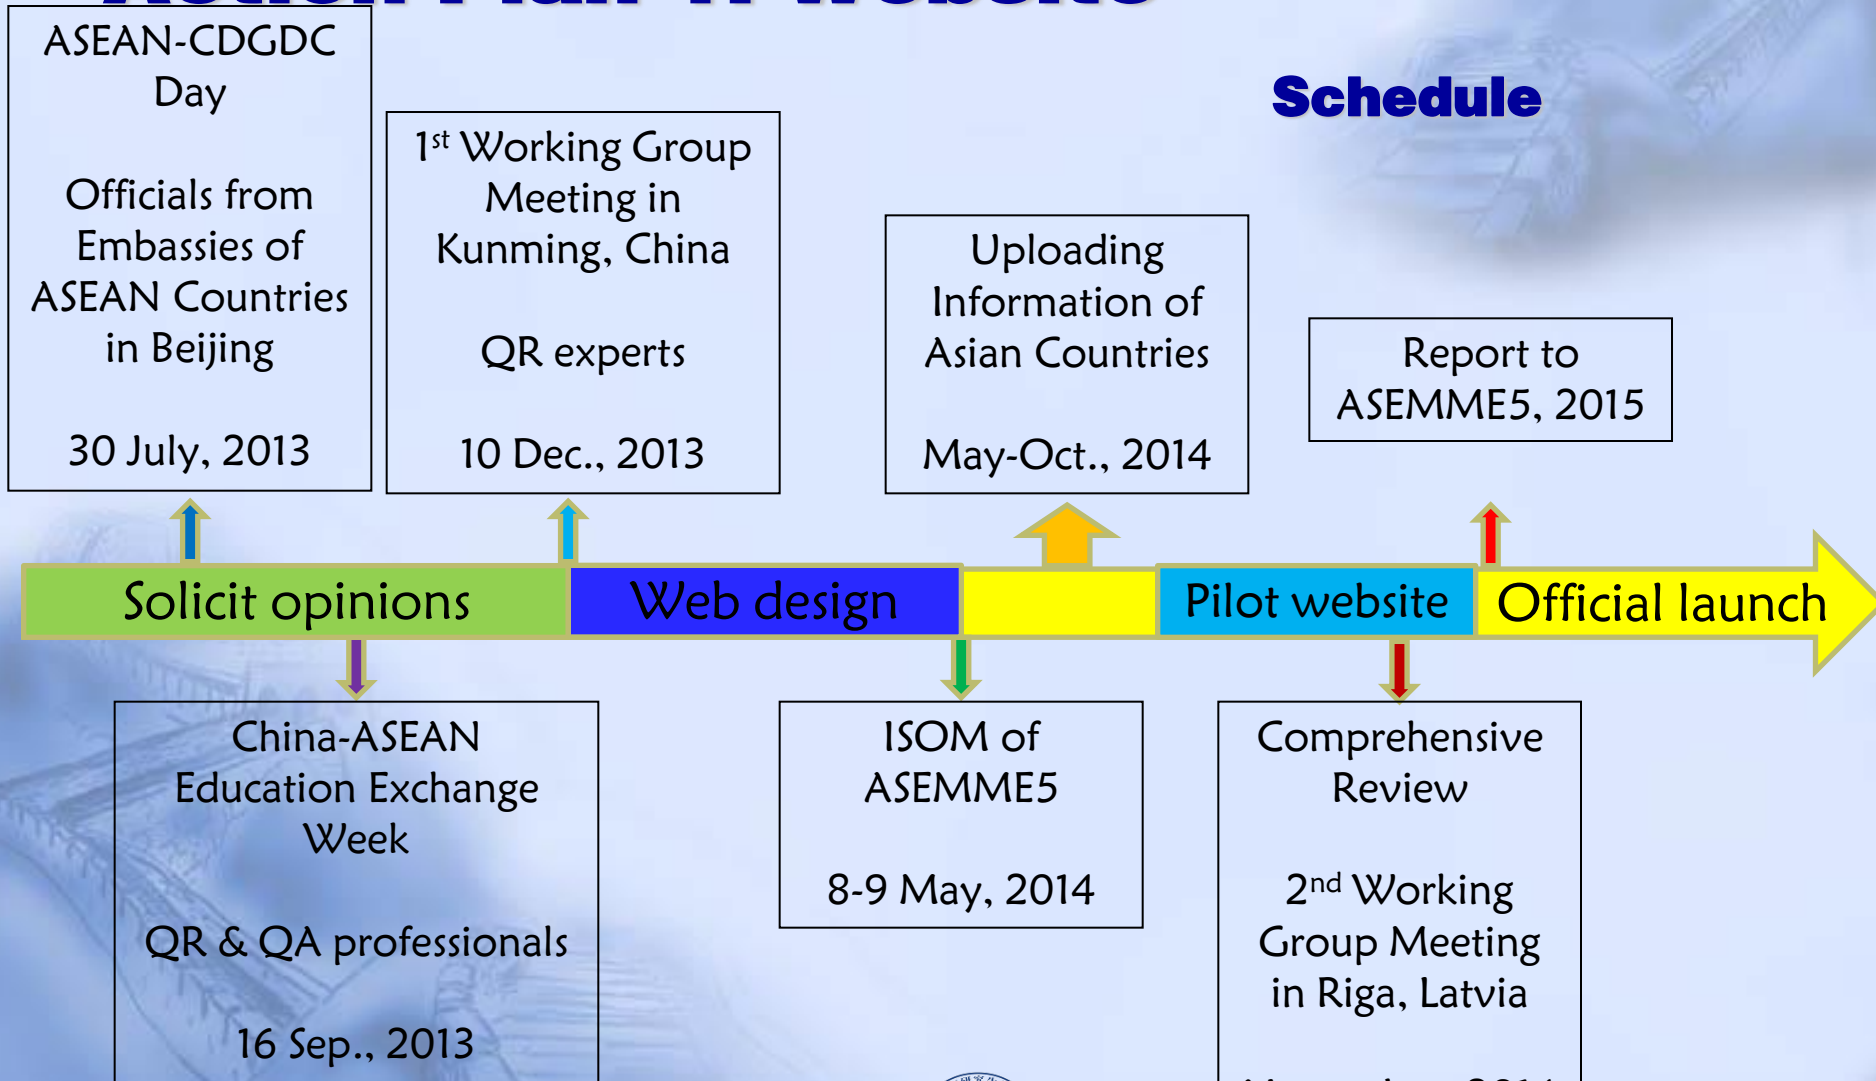 Schedule
ASEAN-CDGDC
Day
Officials from
Embassies of
ASEAN Countries
in Beijing
30 July, 2013
1st Working Group
Meeting in
Kunming, China
QR experts
10 Dec., 2013
Uploading
Information of
Asian Countries
May-Oct., 2014
Report to
ASEMME5, 2015
Solicit opinions
Web design
Pilot website
Official launch
China-ASEAN
Education Exchange
Week
QR & QA professionals
16 Sep., 2013
ISOM of
ASEMME5
8-9 May, 2014
Comprehensive
Review
2nd Working
Group Meeting
in Riga, Latvia